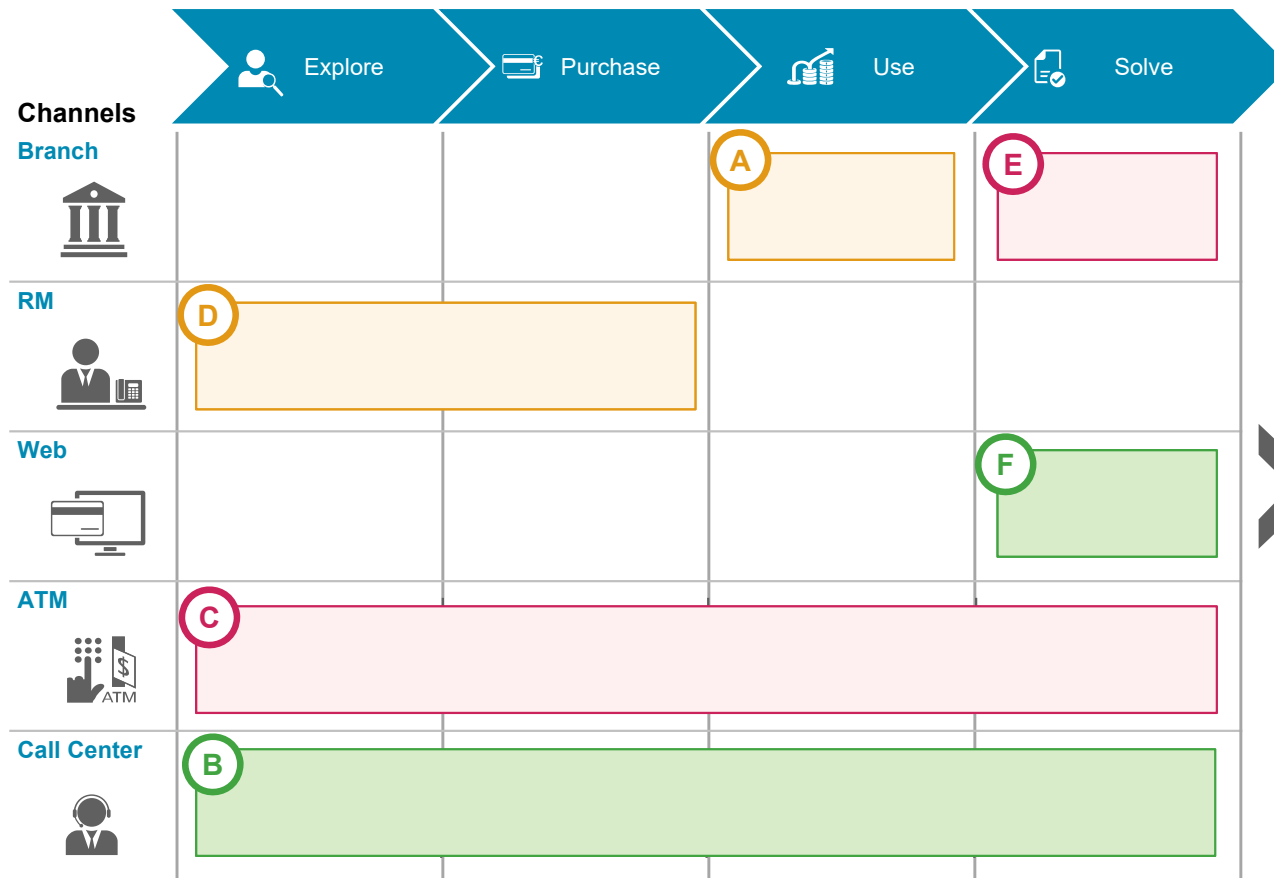 Explore
€
Purchase
Use
Solve
Channels
Branch
A
E
RM
D
Web
F
ATM
C
$
ATM
Call Center
B